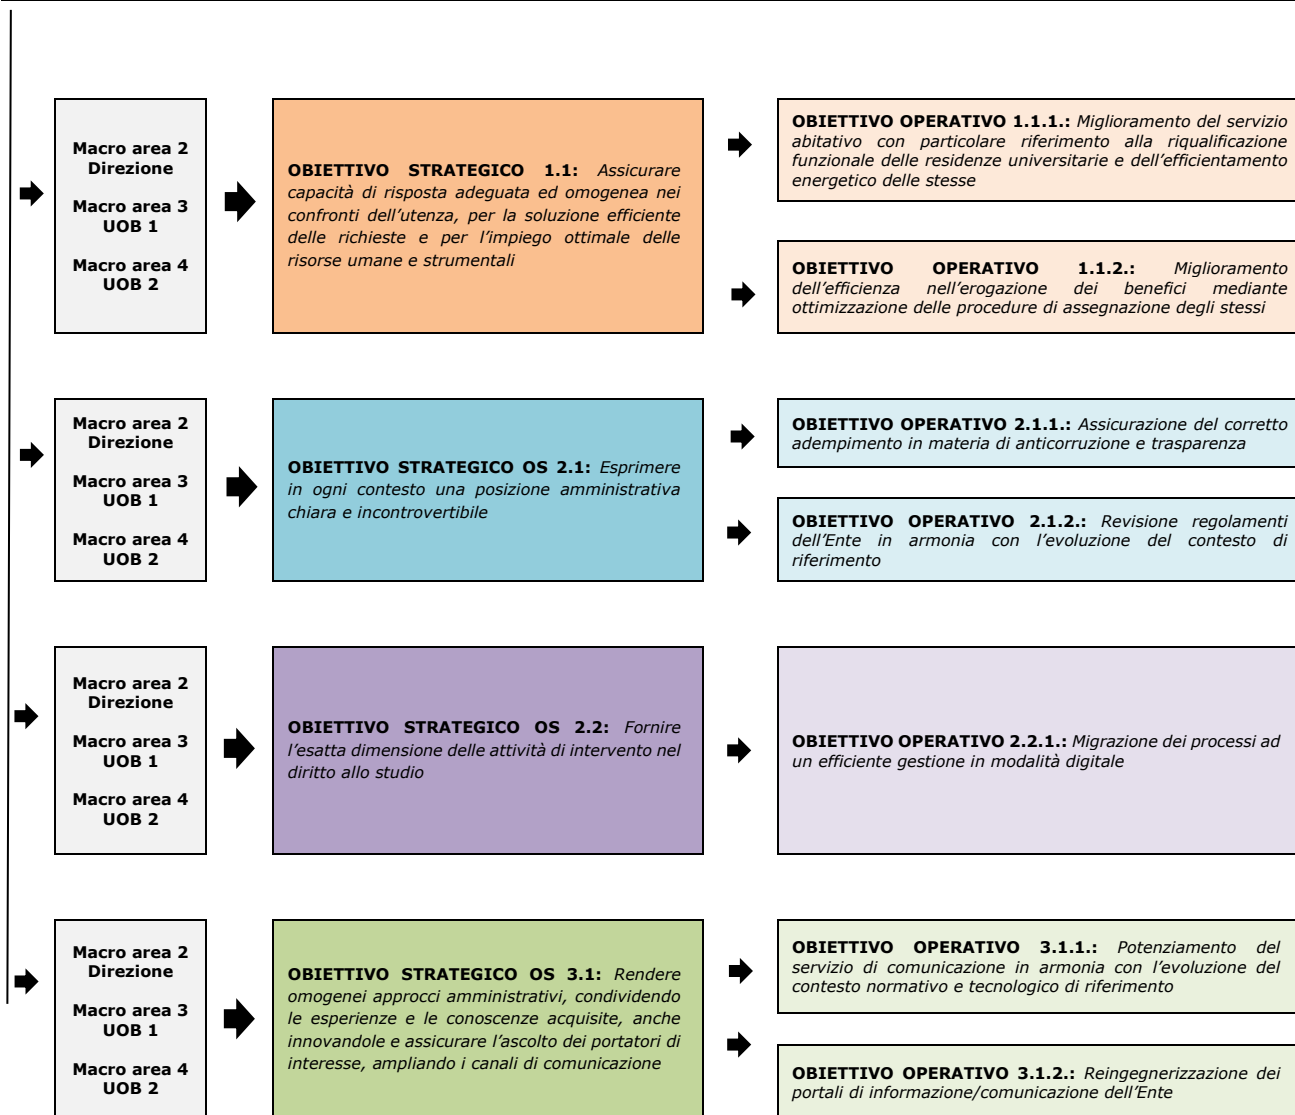 Macro area 2
Direzione
Macro area 3
UOB 1
Macro area 4
UOB 2
OBIETTIVO STRATEGICO 1.1: Assicurare
capacità di risposta adeguata ed omogenea nei
confronti dell’utenza, per la soluzione efficiente
delle richieste e per l’impiego ottimale delle
risorse umane e strumentali
OBIETTIVO OPERATIVO 1.1.1.: Miglioramento del servizio
abitativo con particolare riferimento alla riqualificazione
funzionale delle residenze universitarie e dell’efficientamento
energetico delle stesse
OBIETTIVO OPERATIVO 1.1.2.: Miglioramento
dell’efficienza nell’erogazione dei benefici mediante
ottimizzazione delle procedure di assegnazione degli stessi
Macro area 2
Direzione
Macro area 3
UOB 1
Macro area 4
UOB 2
OBIETTIVO STRATEGICO OS 2.1: Esprimere
in ogni contesto una posizione amministrativa
chiara e incontrovertibile
OBIETTIVO OPERATIVO 2.1.1.: Assicurazione del corretto
adempimento in materia di anticorruzione e trasparenza
OBIETTIVO OPERATIVO 2.1.2.: Revisione regolamenti
dell’Ente in armonia con l’evoluzione del contesto di
riferimento
Macro area 2
Direzione
Macro area 3
UOB 1
Macro area 4
UOB 2
OBIETTIVO STRATEGICO OS 2.2: Fornire
l’esatta dimensione delle attività di intervento nel
diritto allo studio
OBIETTIVO OPERATIVO 2.2.1.: Migrazione dei processi ad
un efficiente gestione in modalità digitale
Macro area 2
Direzione
Macro area 3
UOB 1
Macro area 4
UOB 2
OBIETTIVO STRATEGICO OS 3.1: Rendere
omogenei approcci amministrativi, condividendo
le esperienze e le conoscenze acquisite, anche
innovandole e assicurare l’ascolto dei portatori di
interesse, ampliando i canali di comunicazione
OBIETTIVO OPERATIVO 3.1.1.: Potenziamento del
servizio di comunicazione in armonia con l’evoluzione del
contesto normativo e tecnologico di riferimento
OBIETTIVO OPERATIVO 3.1.2.: Reingegnerizzazione dei
portali di informazione/comunicazione dell’Ente